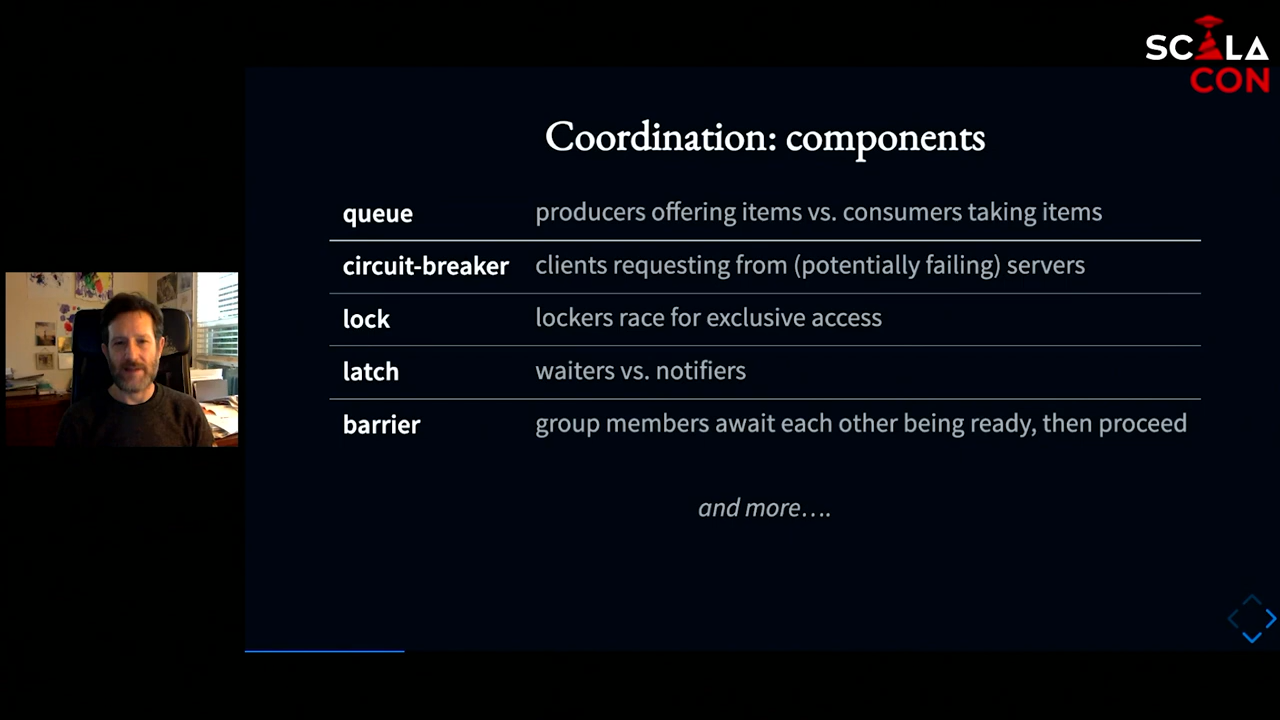 SCALA
CON
Coordination: components
queue producers offering items vs. consumers taking items
circuit-breaker clients requesting from (potentially failing) servers
lock lockers race for exclusive access
latch waiters vs. notifiers
barrier group members await each other being ready, then proceed
and more….